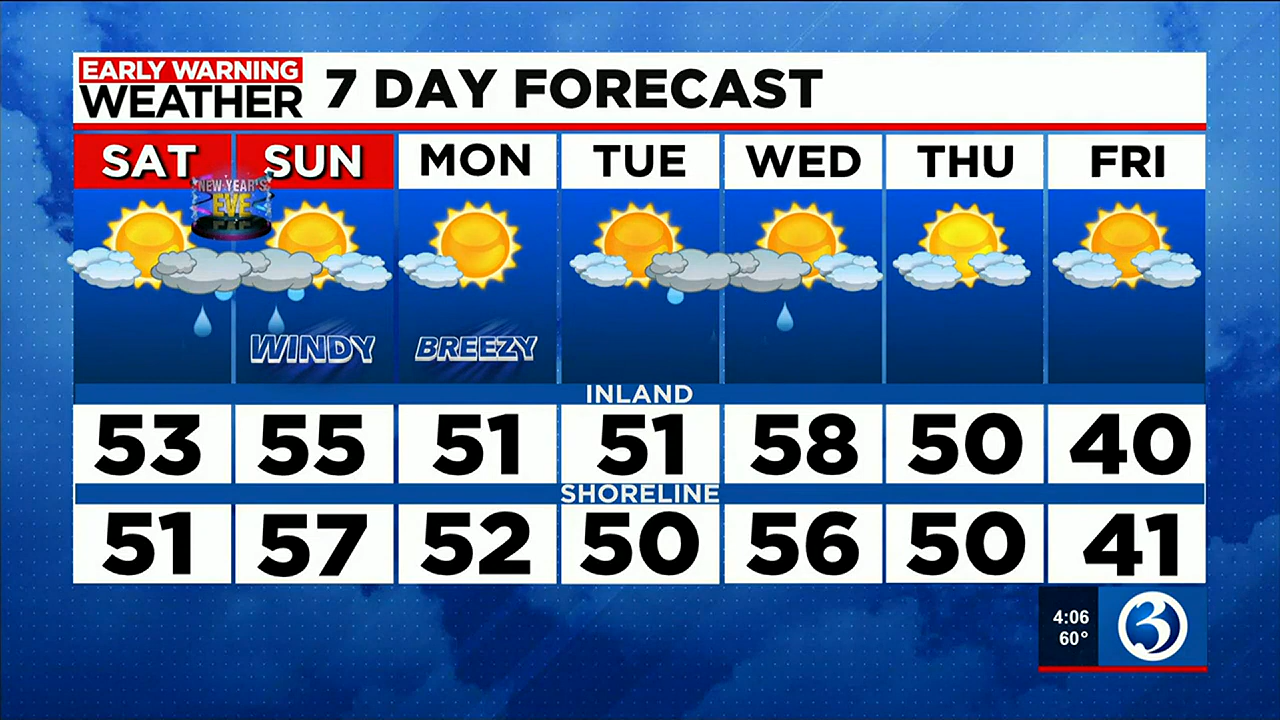 EARLY WARNING
WEATHER
7 DAY FORECAST
SAT SUN MON TUE WED THU FRI
NEW YEAR'S
EVE
WINDY BREEZY
INLAND
53 55 51 51 58 50 40
SHORELINE
51 57 52 50 56 50 41
4:06
60°
3